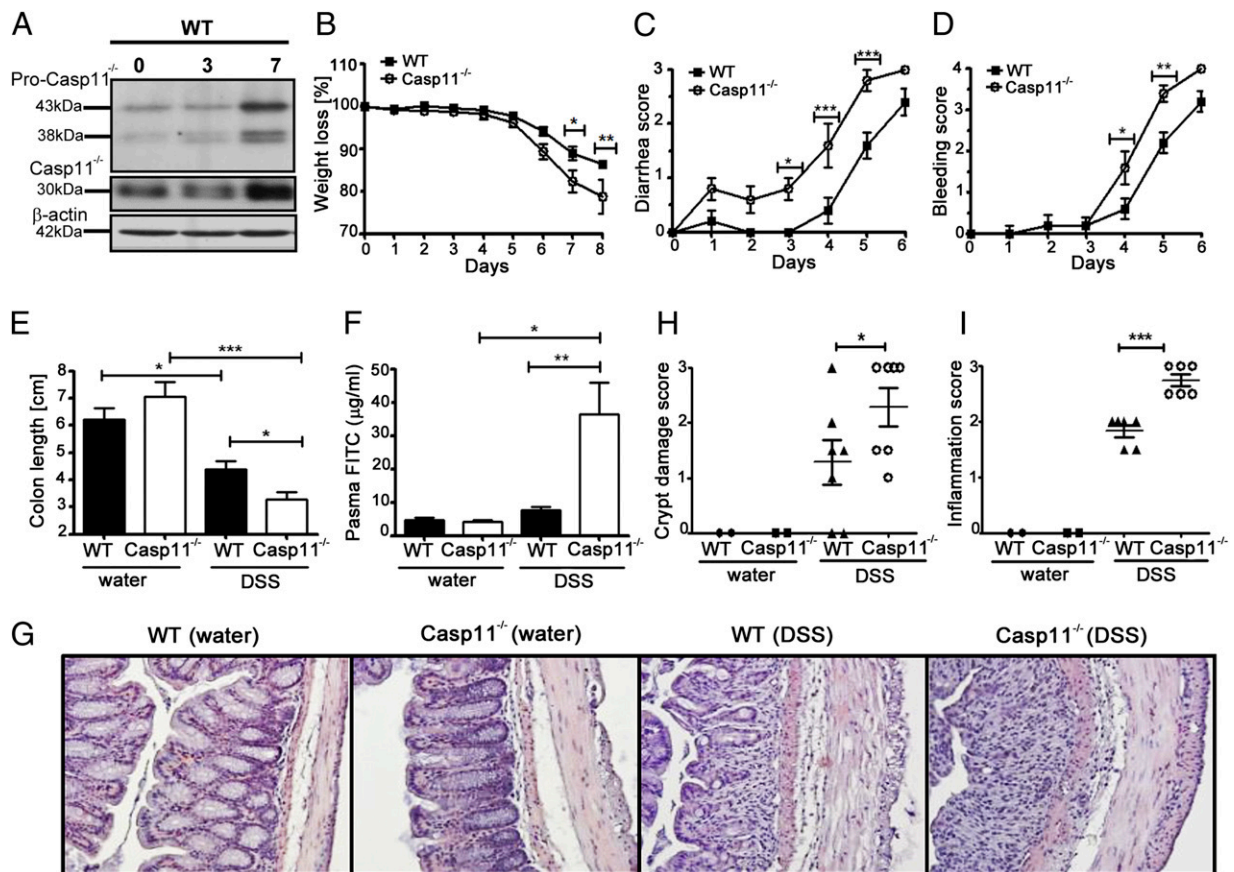 A
WT
0 3 7
Pro-Casp11-/-
43kDa
38kDa
Casp11-/-
30kDa
β-actin
42kDa
B
WT
Casp11-/-
Weight loss [%]
110
100
90
80
70
* **
0 1 2 3 4 5 6 7 8
Days
C
WT
Casp11-/-
Diarrhea score
3
2
1
0
* *** ***
0 1 2 3 4 5 6
Days
D
WT
Casp11-/-
Bleeding score
4
3
2
1
0
* **
0 1 2 3 4 5 6
Days
E
Colon length [cm]
8
7
6
5
4
3
2
***
*
*
WT Casp11-/- WT Casp11-/-
water DSS
F
Pasma FITC (µg/ml)
50
40
30
20
10
0
*
**
WT Casp11-/- WT Casp11-/-
water DSS
H
Crypt damage score
3
2
1
0
*
WT Casp11-/- WT Casp11-/-
water DSS
I
Inflammation score
3
2
1
0
***
WT Casp11-/- WT Casp11-/-
water DSS
G
WT (water) Casp11-/- (water) WT (DSS) Casp11-/- (DSS)